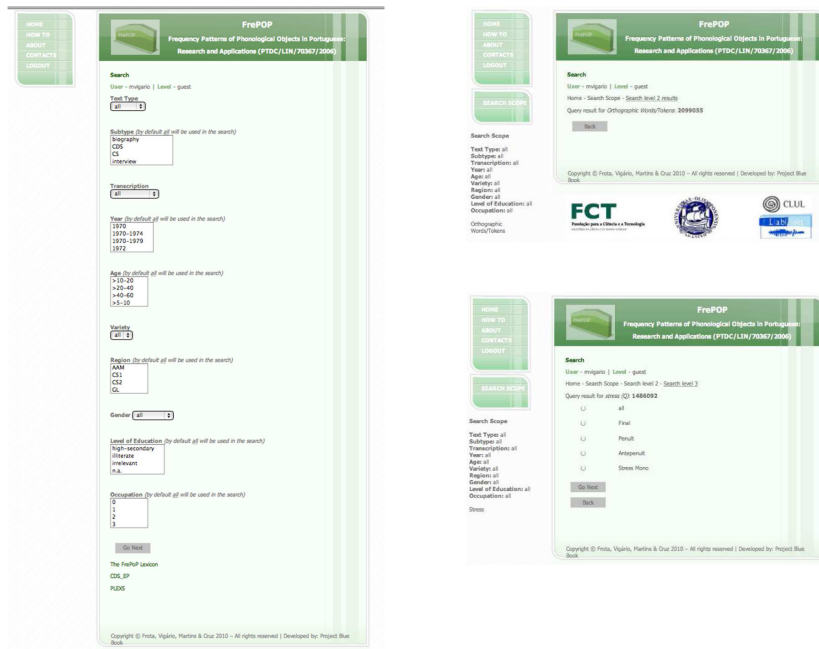 HOME
HOW TO
ABOUT
CONTACTS
LOGOUT
FrePOP
FrePOP
Frequency Patterns of Phonological Objects in Portuguese:
Research and Applications (PTDC/LIN/70367/2006)
Search
User - mvigario | Level - guest
Text Type
all
Subtype (by default all will be used in the search)
biography
CDS
CS
interview
Transcription
all
Year (by default all will be used in the search)
1970
1970-1974
1970-1979
1972
Age (by default all will be used in the search)
>10-20
>20-40
>40-60
>5-10
Variety
all
Region (by default all will be used in the search)
AAM
CS1
CS2
GL
Gender all
Level of Education (by default all will be used in the search)
high-secondary
illiterate
irrelevant
n.a.
Occupation (by default all will be used in the search)
0
1
2
3
Go Next
The FrePoP Lexicon
CDS_EP
PLEX5
Copyright © Frota, Vigário, Martins & Cruz 2010 – All rights reserved | Developed by: Project Blue
Book
HOME
HOW TO
ABOUT
CONTACTS
LOGOUT
SEARCH SCOPE
Search Scope
Text Type: all
Subtype: all
Transcription: all
Year: all
Age: all
Variety: all
Region: all
Gender: all
Level of Education: all
Occupation: all
Orthographic
Words/Tokens
FrePOP
FrePOP
Frequency Patterns of Phonological Objects in Portuguese:
Research and Applications (PTDC/LIN/70367/2006)
Search
User - mvigario | Level - guest
Home - Search Scope - Search level 2 results
Query result for Orthographic Words/Tokens: 2099055
Back
Copyright © Frota, Vigário, Martins & Cruz 2010 – All rights reserved | Developed by: Project Blue
Book
FCT
Fundação para a Ciência e a Tecnologia
CLUL
HOME
HOW TO
ABOUT
CONTACTS
LOGOUT
SEARCH SCOPE
Search Scope
Text Type: all
Subtype: all
Transcription: all
Year: all
Age: all
Variety: all
Region: all
Gender: all
Level of Education: all
Occupation: all
Stress
FrePOP
FrePOP
Frequency Patterns of Phonological Objects in Portuguese:
Research and Applications (PTDC/LIN/70367/2006)
Search
User - mvigario | Level - guest
Home - Search Scope - Search level 2 - Search level 3
Query result for stress (Q): 1486092
all
Final
Penult
Antepenult
Stress Mono
Go Next
Back
Copyright © Frota, Vigário, Martins & Cruz 2010 – All rights reserved | Developed by: Project Blue
Book